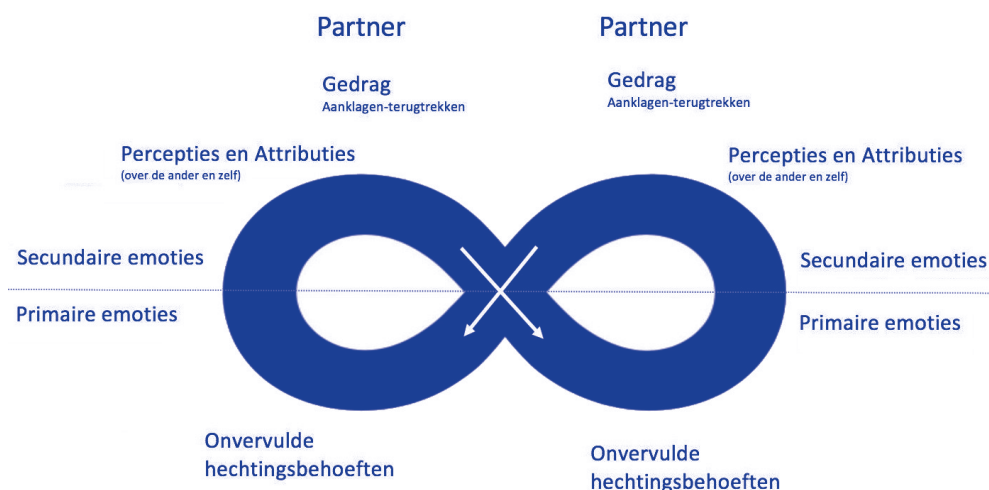 Partner
Partner
Gedrag
Aanklagen-terugtrekken
Gedrag
Aanklagen-terugtrekken
Percepties en Attributies
(over de ander en zelf)
Percepties en Attributies
(over de ander en zelf)
Secundaire emoties
Secundaire emoties
Primaire emoties
Primaire emoties
Onvervulde
hechtingsbehoeften
Onvervulde
hechtingsbehoeften